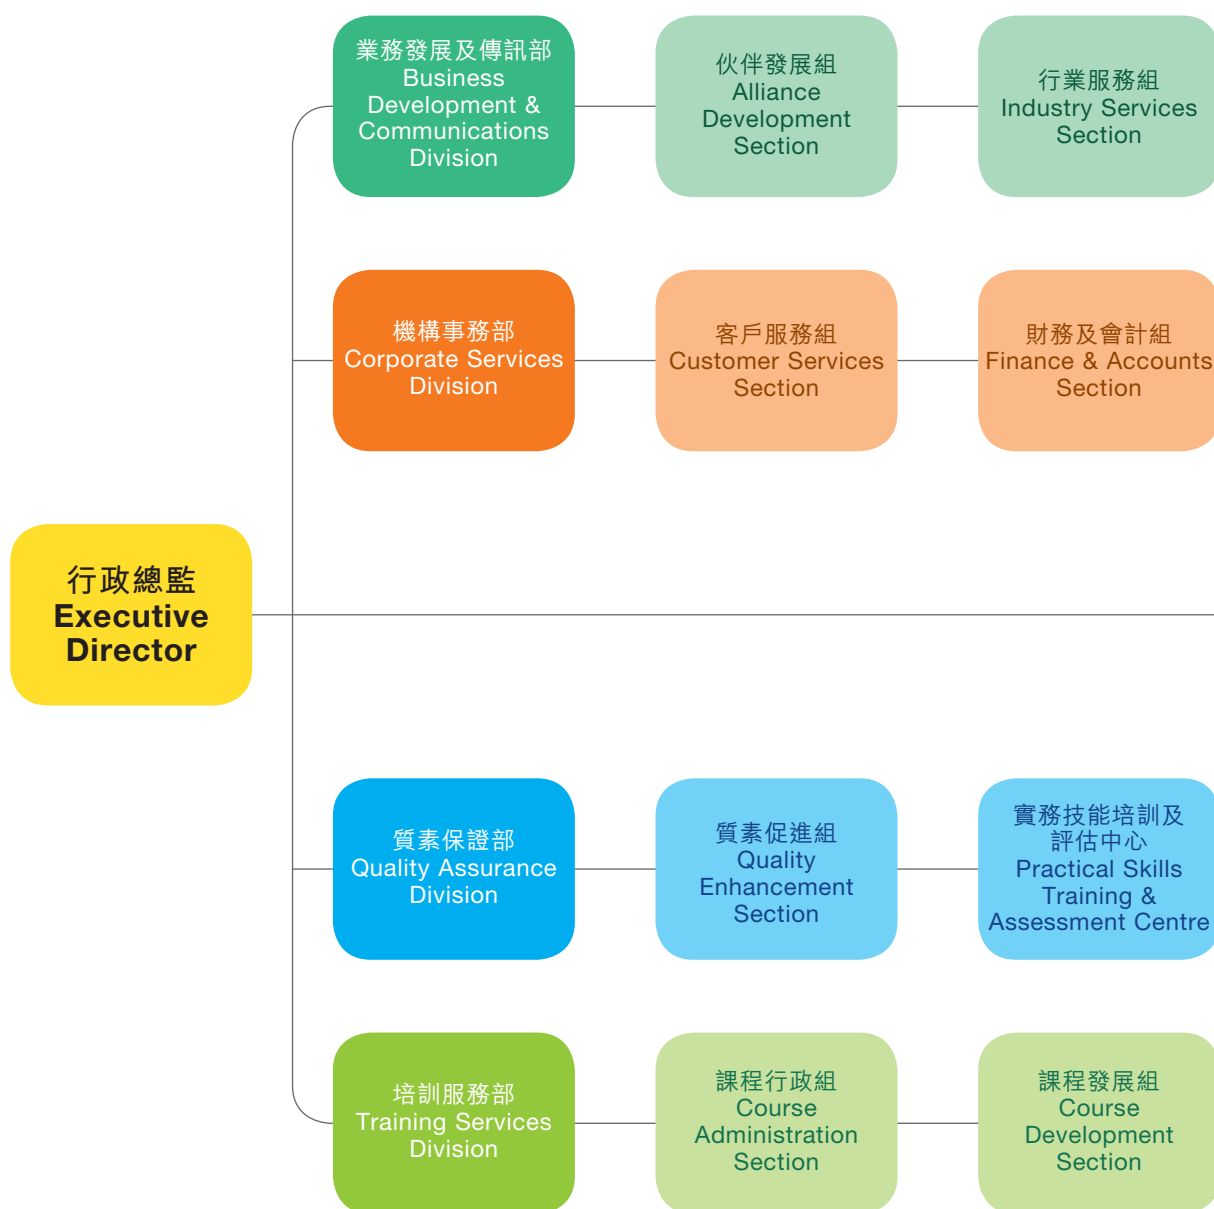 業務發展及傳訊部
Business
Development &
Communications
Division
伙伴發展組
Alliance
Development
Section
行業服務組
Industry Services
Section
機構事務部
Corporate Services
Division
客戶服務組
Customer Services
Section
財務及會計組
Finance & Accounts
Section
行政總監
Executive
Director
質素保證部
Quality Assurance
Division
質素促進組
Quality
Enhancement
Section
實務技能培訓及
評估中心
Practical Skills
Training &
Assessment Centre
培訓服務部
Training Services
Division
課程行政組
Course
Administration
Section
課程發展組
Course
Development
Section